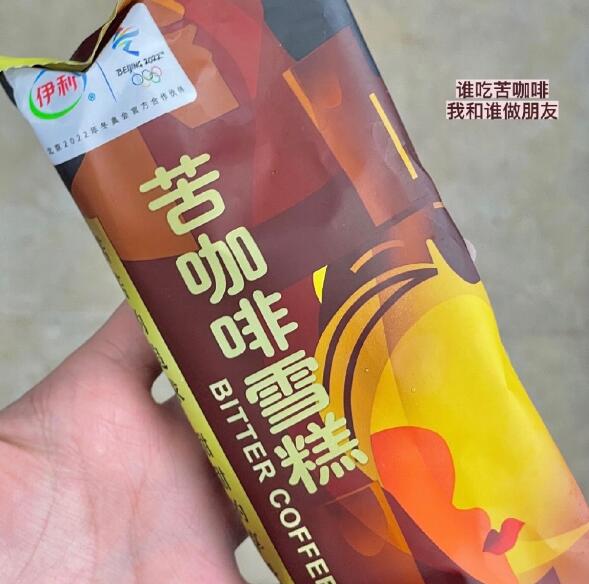 伊利
BEIJING 2022
北京2022年冬奥会官方合作伙伴
谁吃苦咖啡
我和谁做朋友
苦咖啡雪糕
BITTER COFFEE